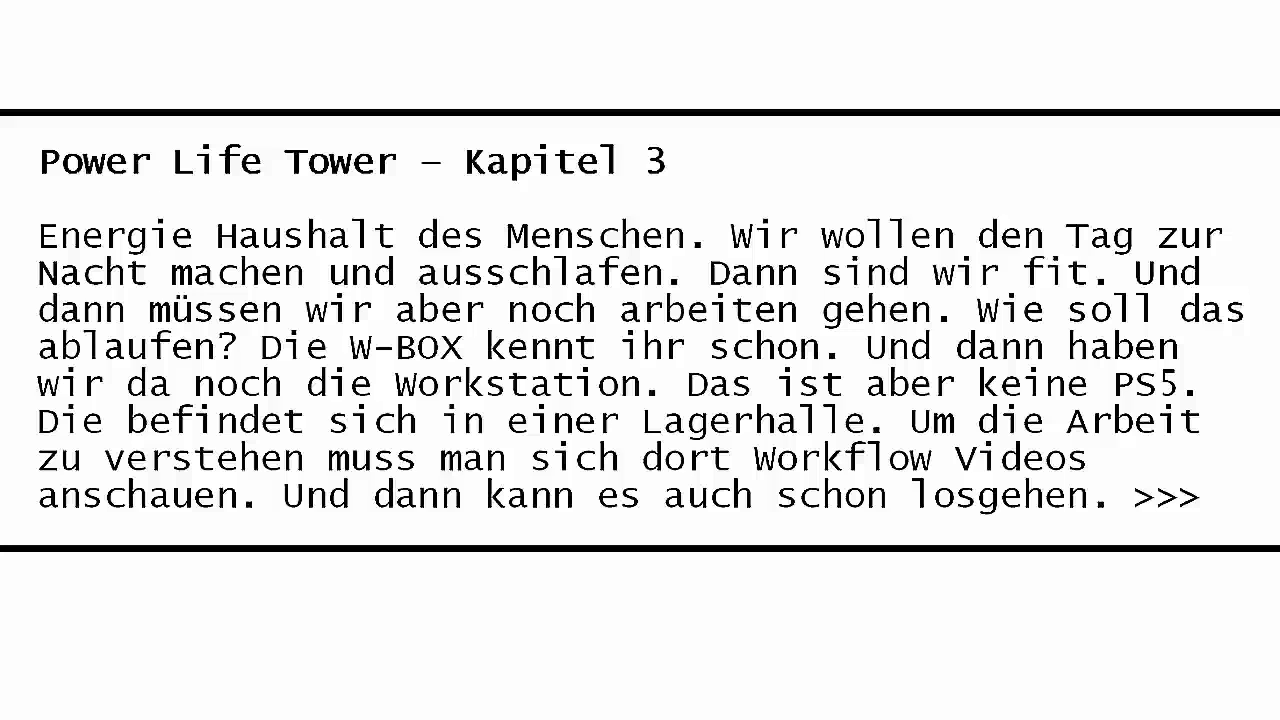 Power Life Tower – Kapitel 3
Energie Haushalt des Menschen. Wir wollen den Tag zur
Nacht machen und ausschlafen. Dann sind wir fit. Und
dann müssen wir aber noch arbeiten gehen. Wie soll das
ablaufen? Die W-BOX kennt ihr schon. Und dann haben
wir da noch die Workstation. Das ist aber keine PS5.
Die befindet sich in einer Lagerhalle. Um die Arbeit
zu verstehen muss man sich dort Workflow Videos
anschauen. Und dann kann es auch schon losgehen. >>>